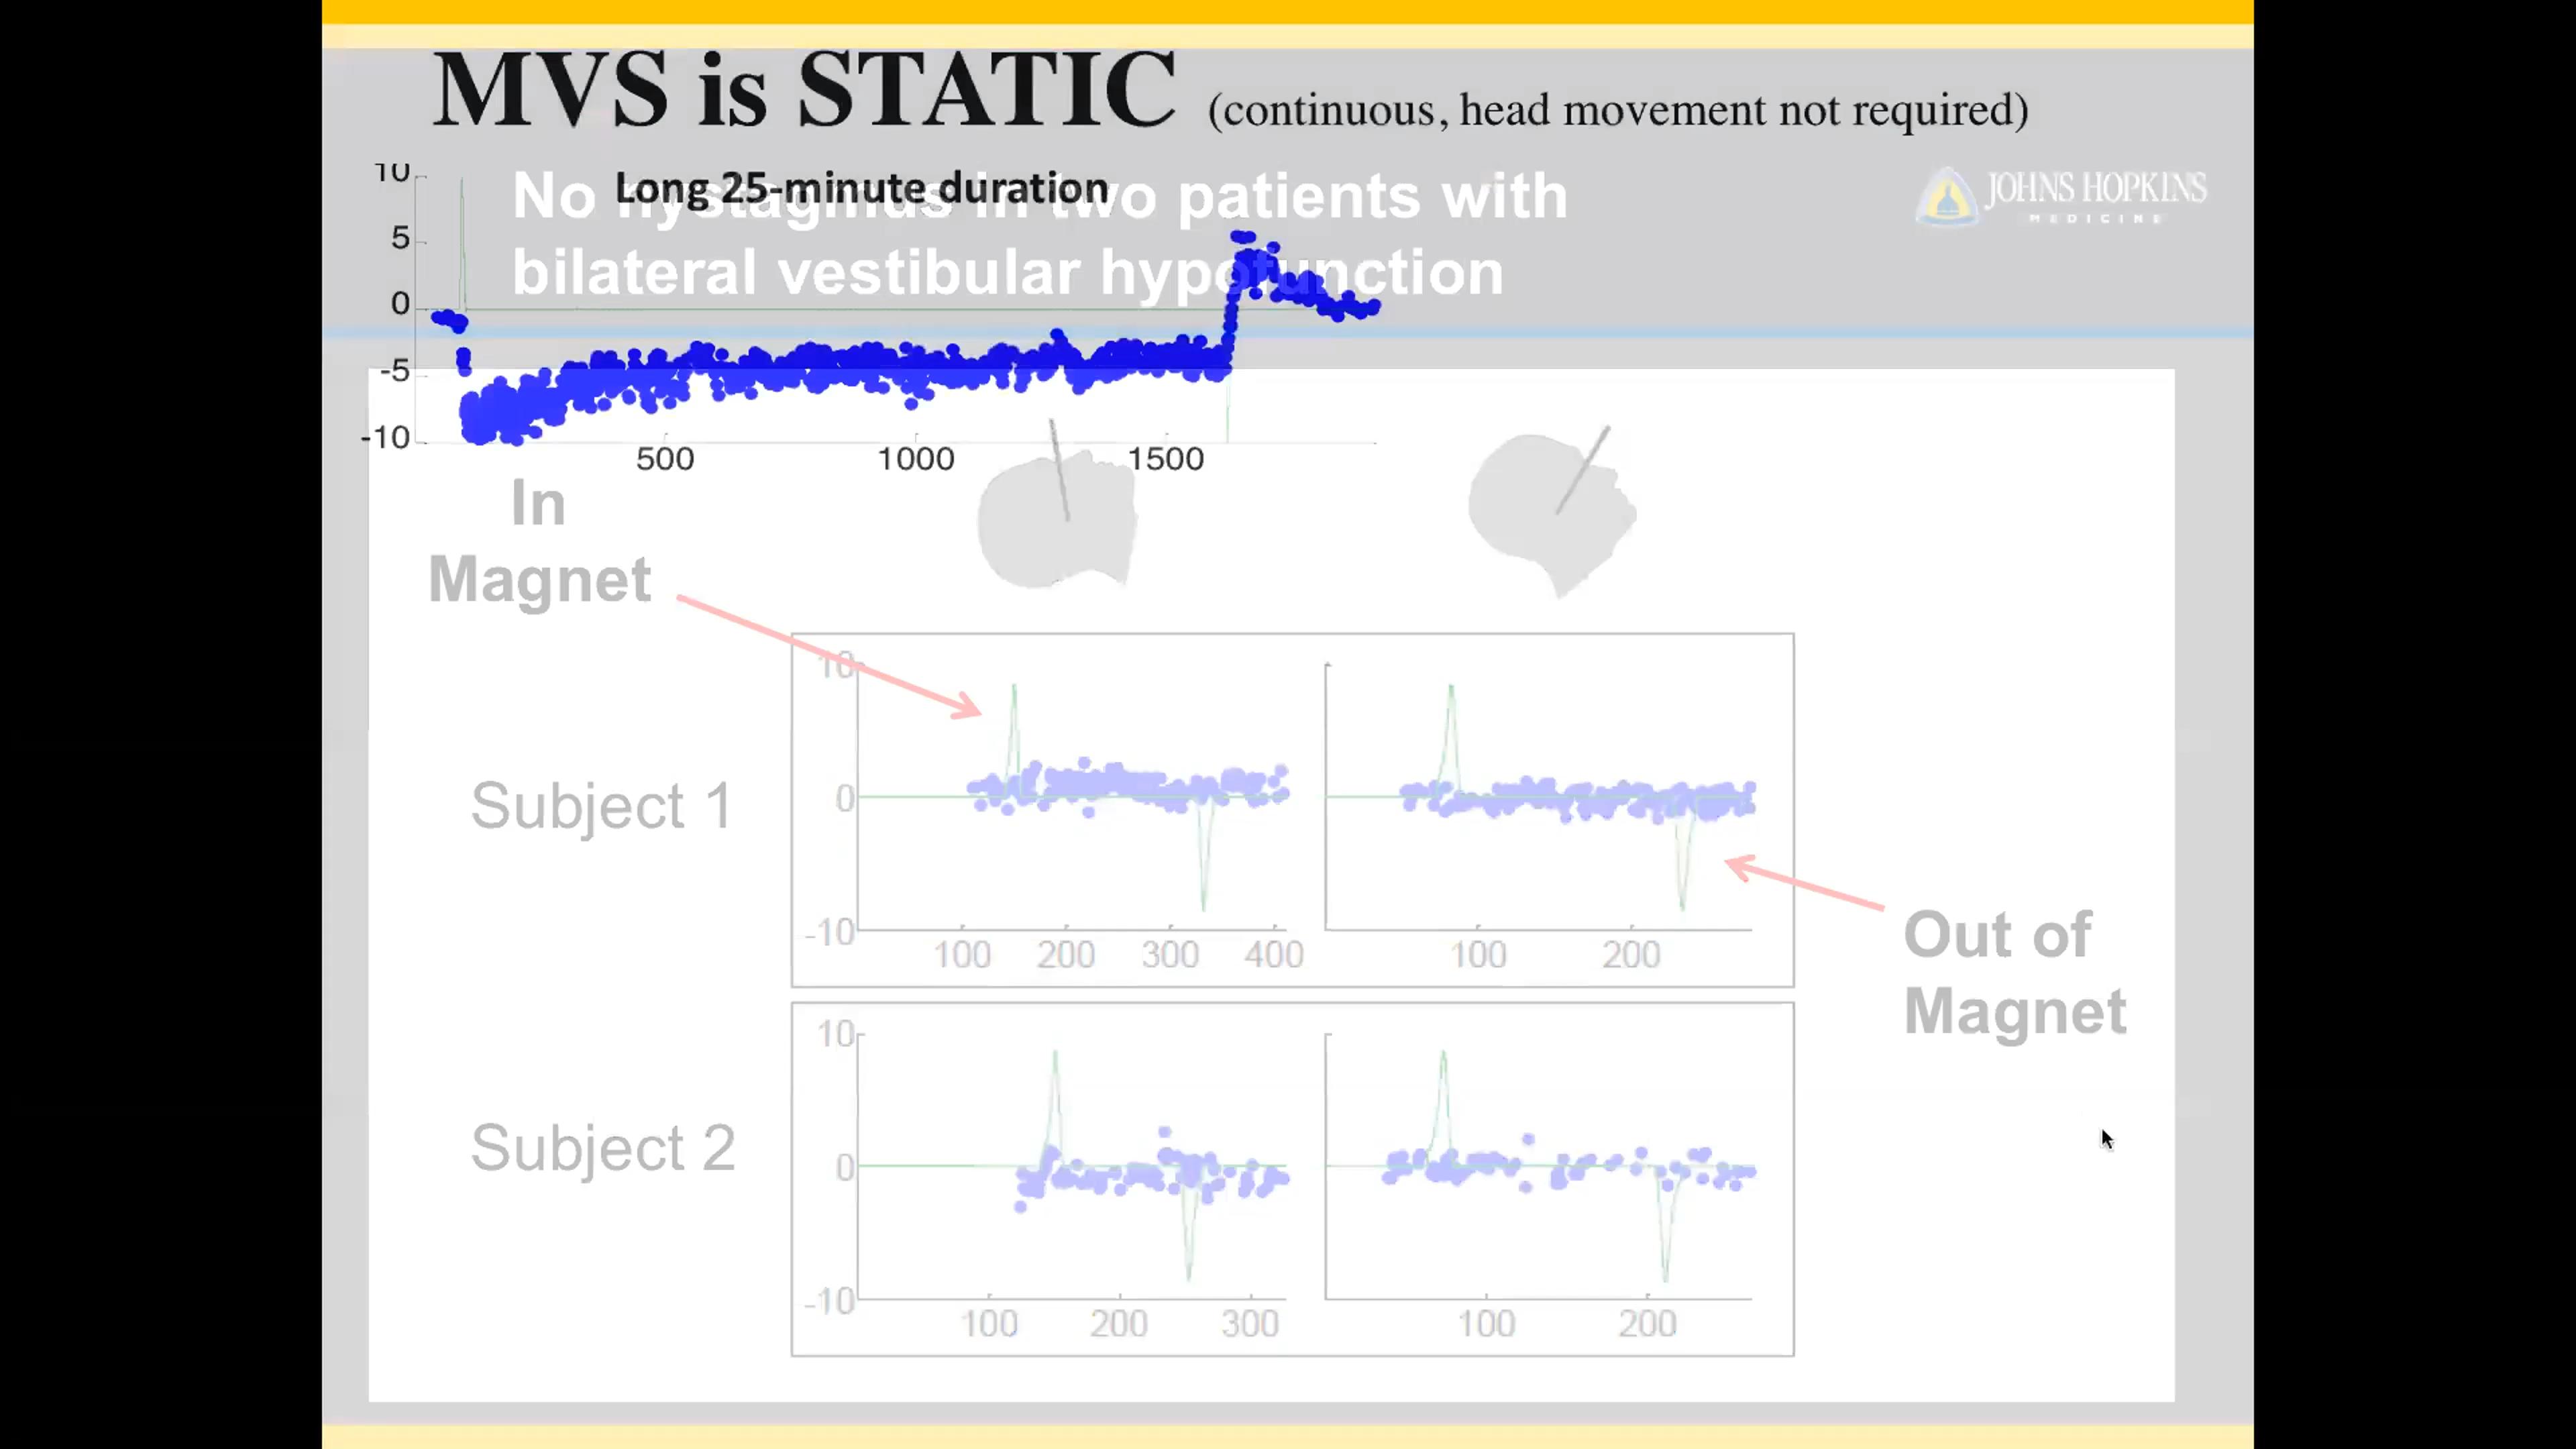 MVS is STATIC (continuous, head movement not required)
Long 25-minute duration
No nystagmus in two patients with
bilateral vestibular hypofunction
JOHNS HOPKINS
MEDICINE
10
5
0
-5
-10
500 1000 1500
In
Magnet
Subject 1
10
0
-10
100 200 300 400
100 200
Out of
Magnet
Subject 2
10
0
-10
100 200 300
100 200